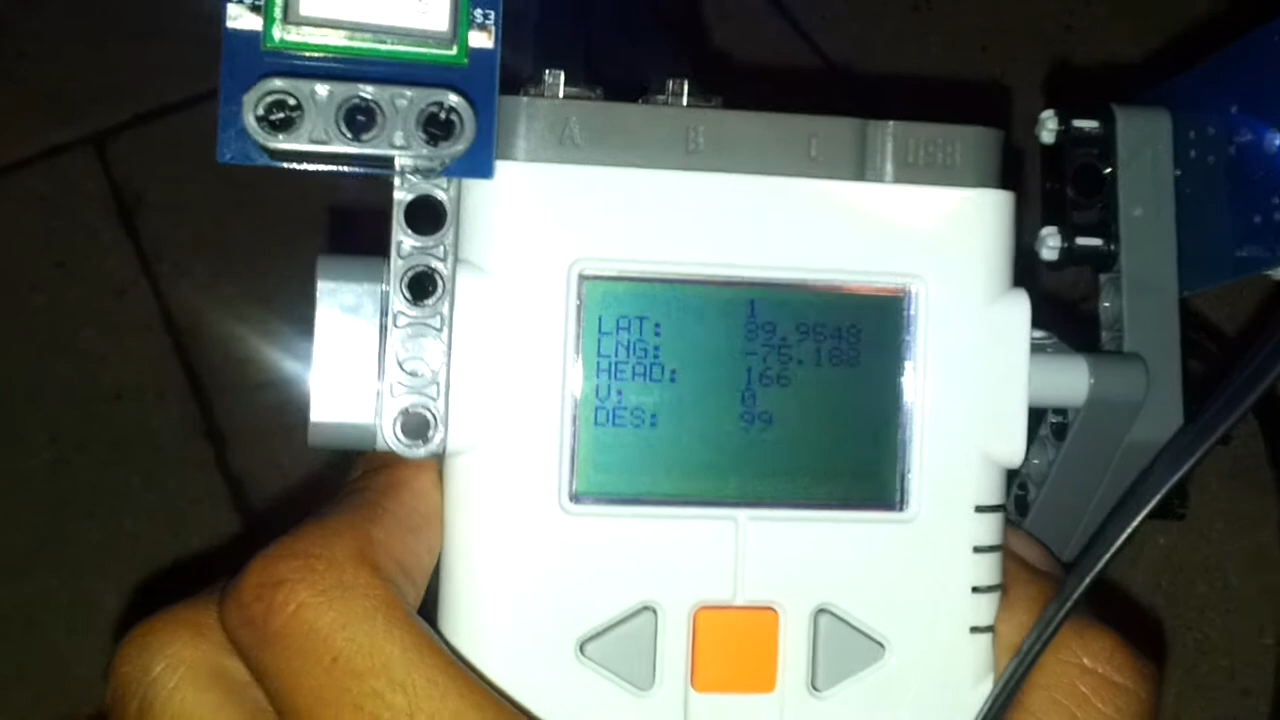 A B C USB
1
LAT: 39.9548
LNG: -75.188
HEAD: 166
V: 0
DES: 99